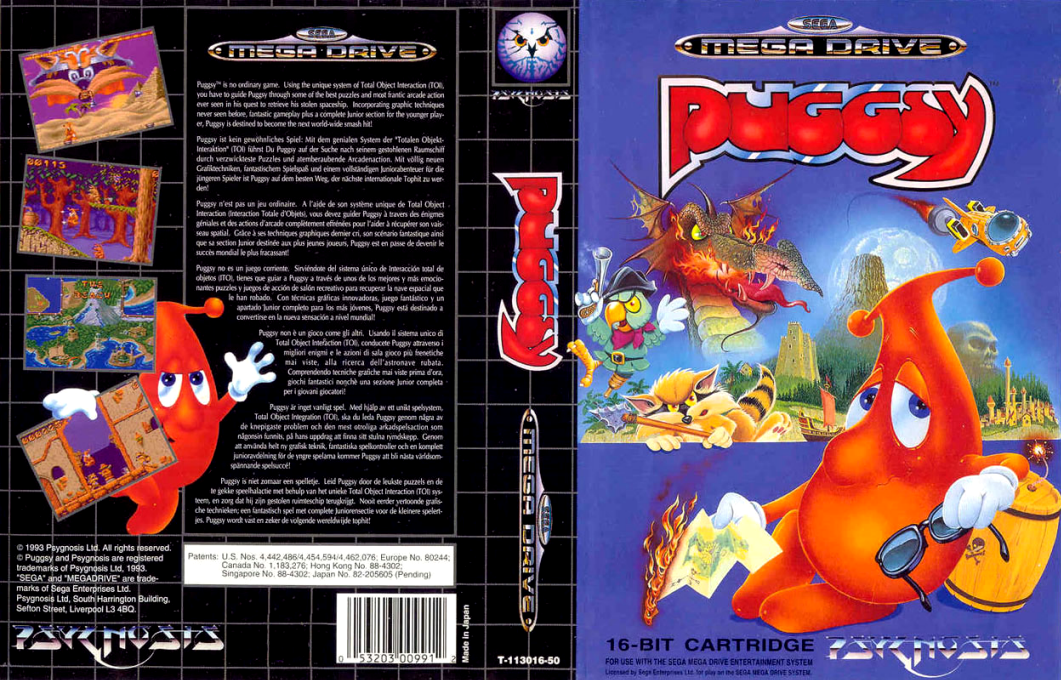 SEGA
MEGA DRIVE
Puggsy™ is no ordinary game. Using the unique system of Total Object Interaction (TOI),
you have to guide Puggsy through some of the best puzzles and most frantic arcade action
ever seen in his quest to retrieve his stolen spaceship. Incorporating graphic techniques
never seen before, fantastic gameplay plus a complete Junior section for the younger play-
er, Puggsy is destined to become the next world-wide smash hit!
Puggsy ist kein gewöhnliches Spiel: Mit dem genialen System der "Totalen Objekt-
Interaktion" (TOI) führst Du Puggy auf der Suche nach seinem gestohlenen Raumschiff
durch verzwickteste Puzzles und atemberaubende Arcadenaction. Mit völlig neuen
Grafiktechniken, fantastischem Spielspaß und einem vollständigen Juniorabenteuer für die
jüngeren Spieler ist Puggsy auf dem besten Weg, der nächste internationale Tophit zu wer-
den!
Puggsy n'est pas un jeu ordinaire. A l'aide de son système unique de Total Object
Interaction (Interaction Totale d'Objets), vous devez guider Puggsy à travers des énigmes
géniales et des actions d'arcade complètement effrénées pour l'aider à récupérer son vais-
seau spatial. Grâce à ses techniques graphiques dernier cri, son scénario fantastique ainsi
que sa section Junior destinée aux plus jeunes joueurs, Puggsy est en passe de devenir le
succès mondial le plus fracassant!
Puggsy no es un juego corriente. Sirviéndote del sistema único de Interacción total de
objetos (ITO), tienes que guiar a Puggsy a través de unos de los mejores y más emocio-
nantes puzzles y juegos de acción de salón recreativo para recuperar la nave espacial que
le han robado. Con técnicas gráficas innovadoras, juego fantástico y un
apartado Junior completo para los más jóvenes, Puggsy está destinado a
convertirse en la nueva sensación a nivel mundial!
Puggsy non è un gioco come gli altri. Usando il sistema unico di
Total Object Interaction (TOI), conducete Puggsy attraverso i
migliori enigmi e le azioni di sala gioco più frenetiche
mai viste, alla ricerca dell'astronave rubata.
Comprendendo tecniche grafiche mai viste prima d'ora,
giochi fantastici nonchè una sezione Junior completa
per i giovani giocatori!
Puggsy är inget vanligt spel. Med hjälp av ett unikt spelsystem,
Total Object Integration (TOI), ska du leda Puggsy genom några av
de knepigaste problem och den mest otroliga arkadspelsaction som
någonsin funnits, på hans uppdrag att finna sitt stulna rymdskepp. Genom
att använda helt ny grafisk teknik, fantastiska spelkontroller och en komplett
junioravdelning för de yngre spelarna kommer Puggsy att bli nästa världsom-
spännande spelsuccé!
Puggsy is niet zomaar een spelletje. Leid Puggsy door de leukste puzzels en de
te gekke speelhalactie met behulp van het unieke Total Object Interaction (TOI) sys-
teem, en zorg dat hij zijn gestolen ruimteschip terugkrijgt. Nooit eerder vertoonde grafis-
che technieken; een fantastisch spel met complete Juniorensectie voor de kleinere spelert-
jes. Puggsy wordt vast en zeker de volgende wereldwijde tophit!
00115
THE
BEACH
© 1993 Psygnosis Ltd. All rights reserved.
© Puggsy and Psygnosis are registered
trademarks of Psygnosis Ltd, 1993.
"SEGA" and "MEGADRIVE" are trade-
marks of Sega Enterprises Ltd.
Psygnosis Ltd, South Harrington Building,
Sefton Street, Liverpool L3 4BQ.
PSYGNOSIS
Patents: U.S. Nos. 4,442,486/4,454,594/4,462,076; Europe No. 80244;
Canada No. 1,183,276; Hong Kong No. 88-4302;
Singapore No. 88-4302; Japan No. 82-205605 (Pending)
0 53203 00991 2
Made In Japan
PSYGNOSIS
PUGGSY
SEGA
MEGA DRIVE
T-113016-50
SEGA
MEGA DRIVE
PUGGSY™
16-BIT CARTRIDGE
FOR USE WITH THE SEGA MEGA DRIVE ENTERTAINMENT SYSTEM
Licensed by Sega Enterprises Ltd. for play on the SEGA MEGA DRIVE SYSTEM.
PSYGNOSIS